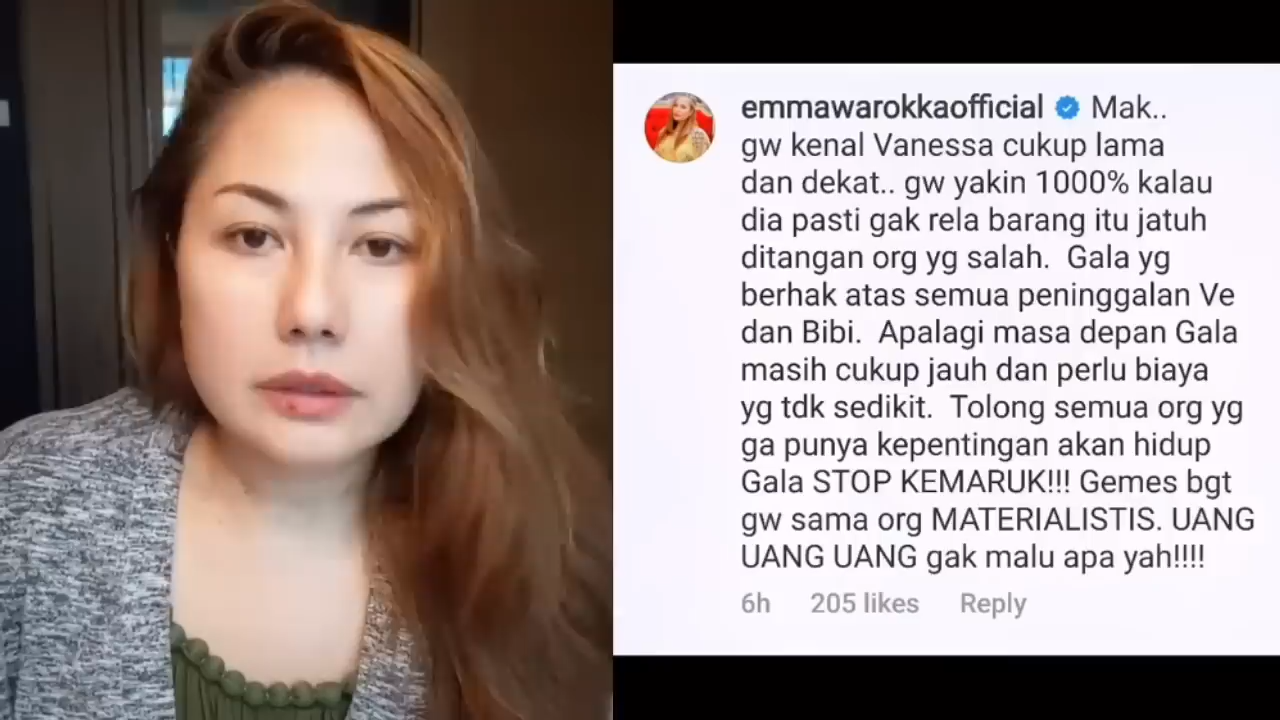 emmawarokkaofficial Mak..
gw kenal Vanessa cukup lama
dan dekat.. gw yakin 1000% kalau
dia pasti gak rela barang itu jatuh
ditangan org yg salah.  Gala yg
berhak atas semua peninggalan Ve
dan Bibi.  Apalagi masa depan Gala
masih cukup jauh dan perlu biaya
yg tdk sedikit.  Tolong semua org yg
ga punya kepentingan akan hidup
Gala STOP KEMARUK!!! Gemes bgt
gw sama org MATERIALISTIS. UANG
UANG UANG gak malu apa yah!!!!
6h 205 likes Reply